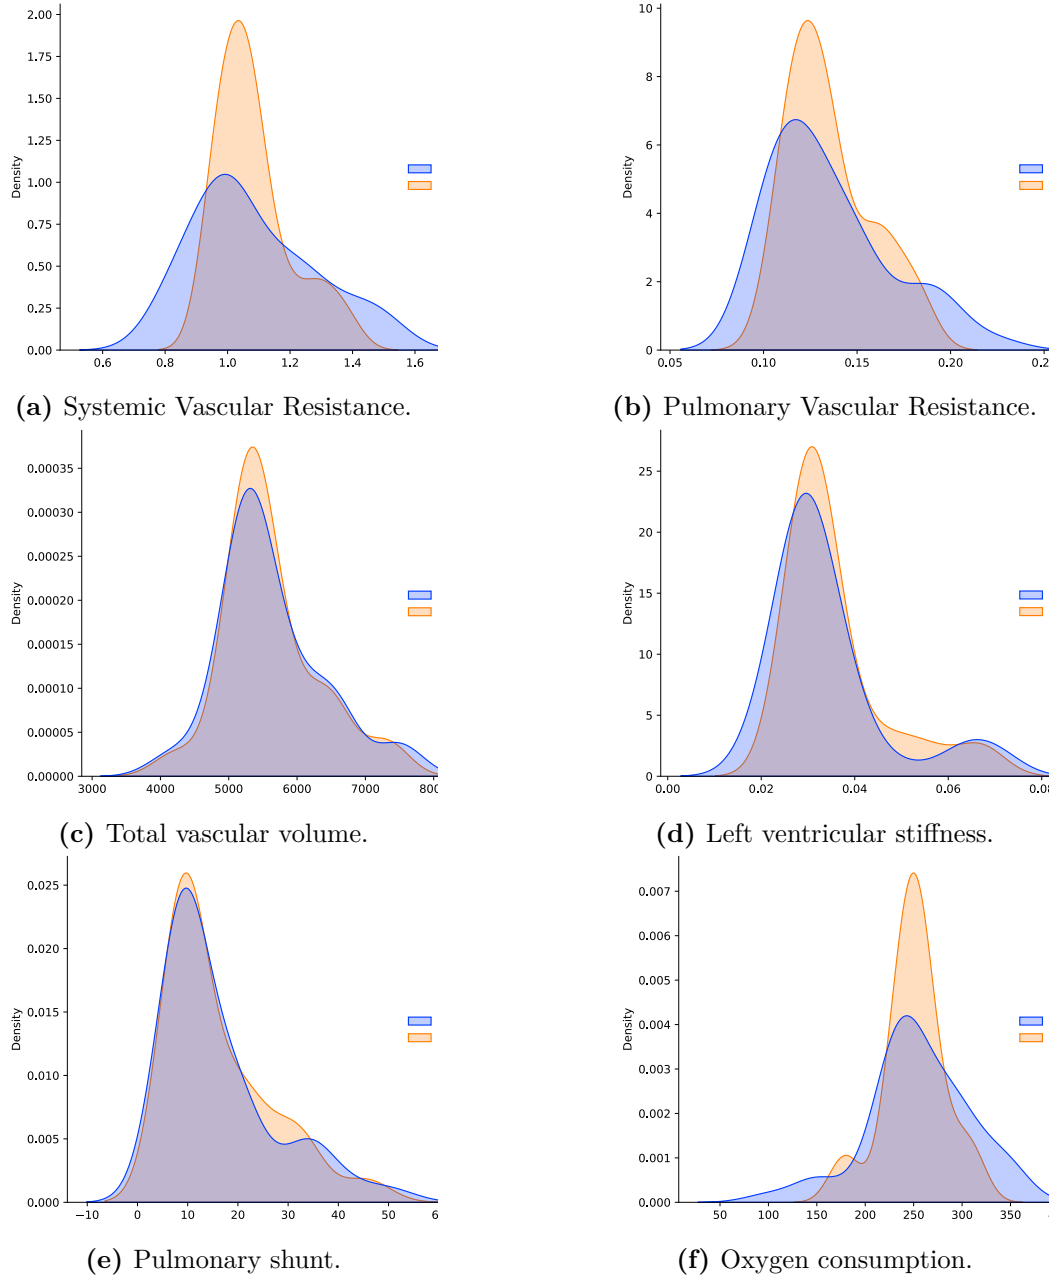 2.00
1.75
1.50
1.25
1.00
0.75
0.50
0.25
0.00
Density
0.6 0.8 1.0 1.2 1.4 1.6
10
8
6
4
2
0
Density
0.05 0.10 0.15 0.20
(a) Systemic Vascular Resistance.
(b) Pulmonary Vascular Resistance.
0.00035
0.00030
0.00025
0.00020
0.00015
0.00010
0.00005
0.00000
Density
3000 4000 5000 6000 7000
25
20
15
10
5
0
Density
0.00 0.02 0.04 0.06
(c) Total vascular volume.
(d) Left ventricular stiffness.
0.025
0.020
0.015
0.010
0.005
0.000
Density
−10 0 10 20 30 40 50
0.007
0.006
0.005
0.004
0.003
0.002
0.001
0.000
Density
50 100 150 200 250 300 350
(e) Pulmonary shunt.
(f) Oxygen consumption.